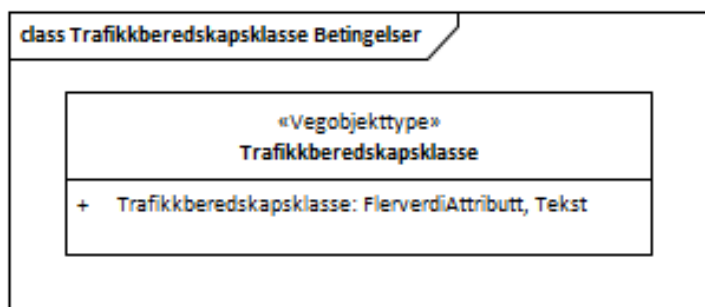 class Trafikkberedskapsklasse Betingelser
«Vegobjekttype»
Trafikkberedskapsklasse
+ Trafikkberedskapsklasse: FlerverdiAttributt, Tekst